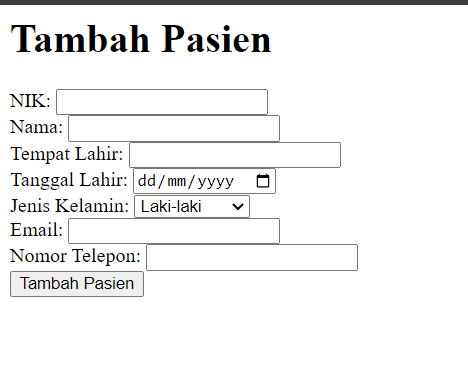 Tambah Pasien
NIK:
Nama:
Tempat Lahir:
Tanggal Lahir: dd/mm/yyyy
Jenis Kelamin: Laki-laki
Email:
Nomor Telepon:
Tambah Pasien